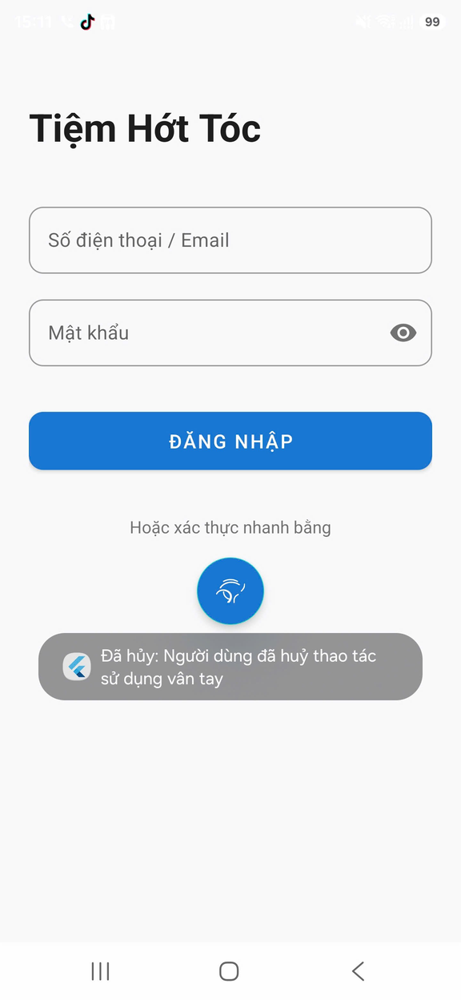 15:11
99
Tiệm Hớt Tóc
Số điện thoại / Email
Mật khẩu
ĐĂNG NHẬP
Hoặc xác thực nhanh bằng
Đã hủy: Người dùng đã huỷ thao tác
sử dụng vân tay